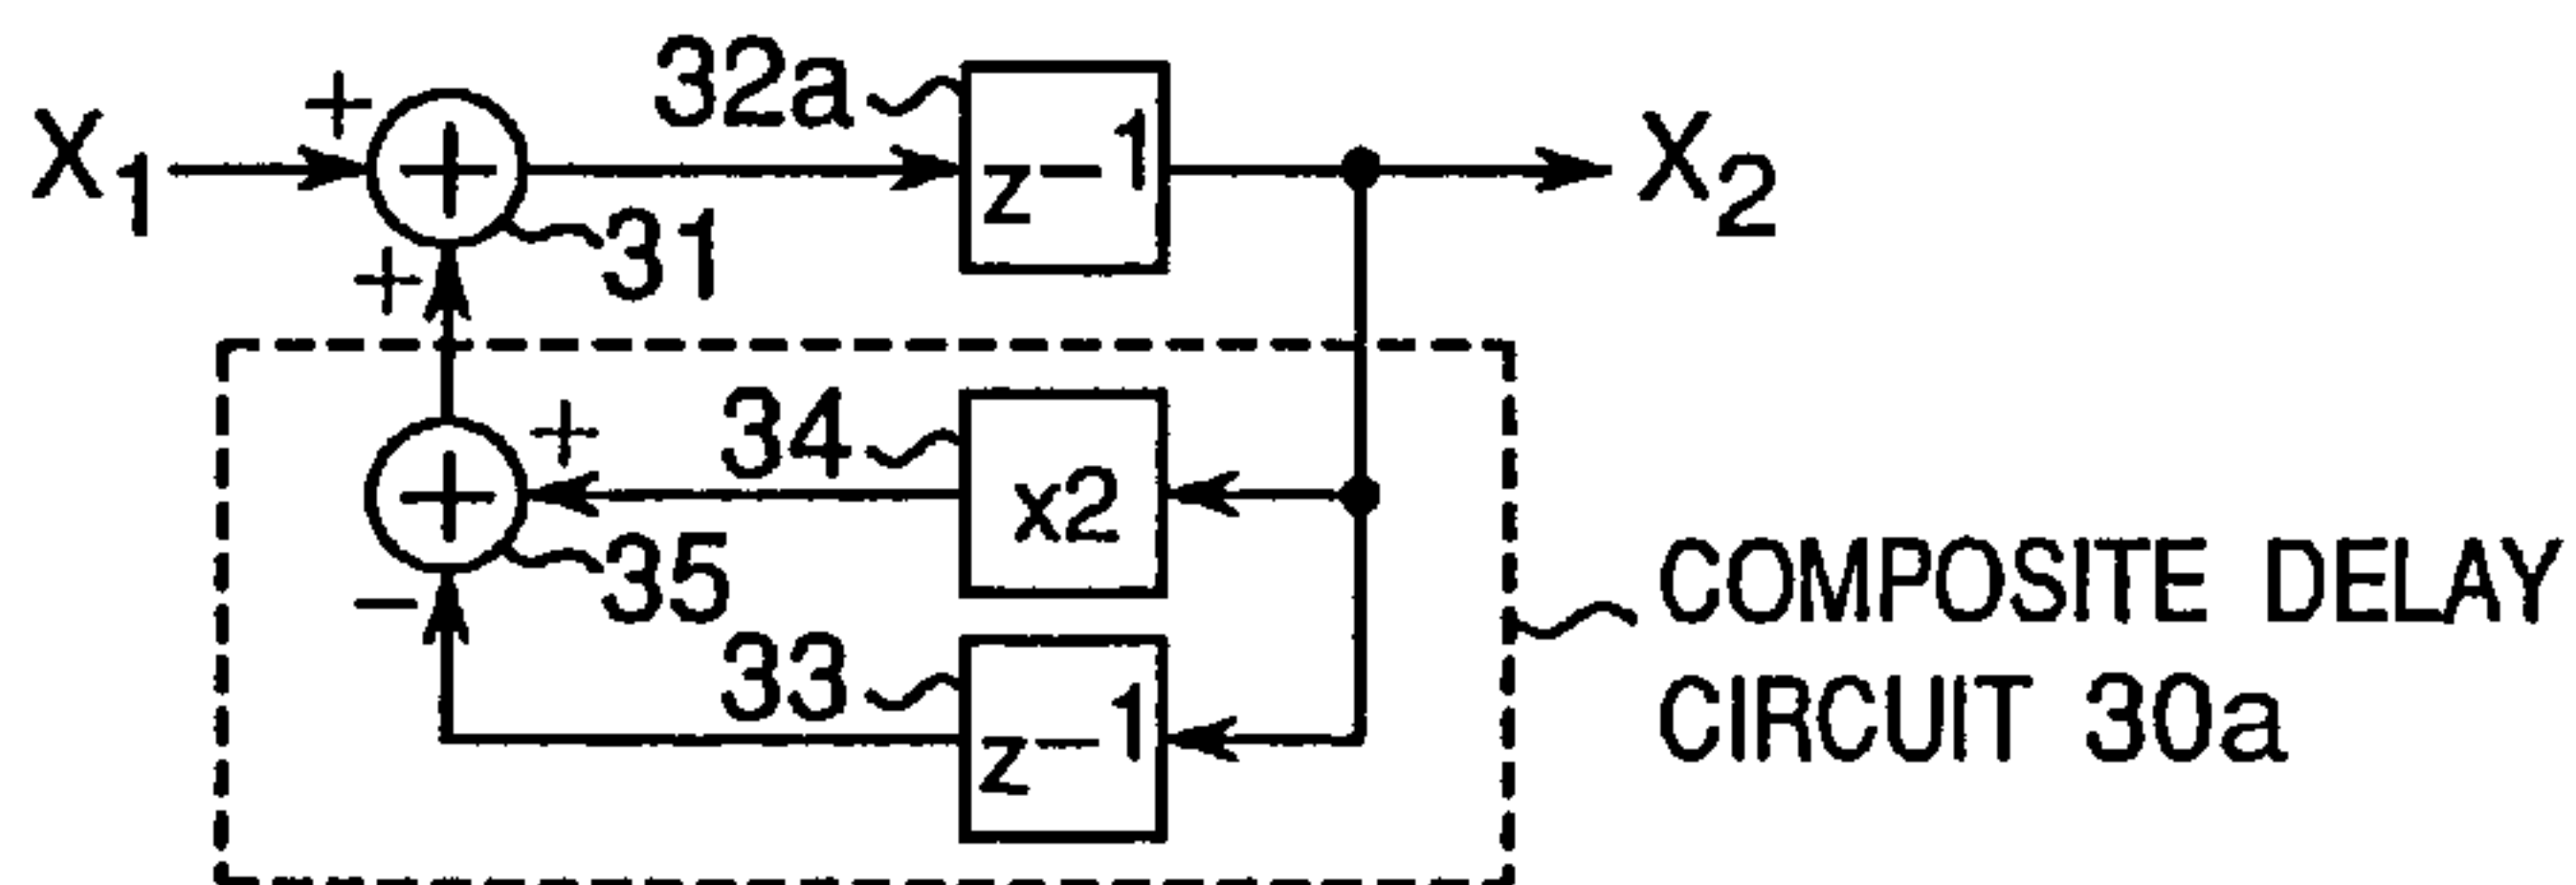 32a
X1
+
+
z−1
X2
31
+
34
+
+
x2
35
−
33
z−1
COMPOSITE DELAY
CIRCUIT 30a